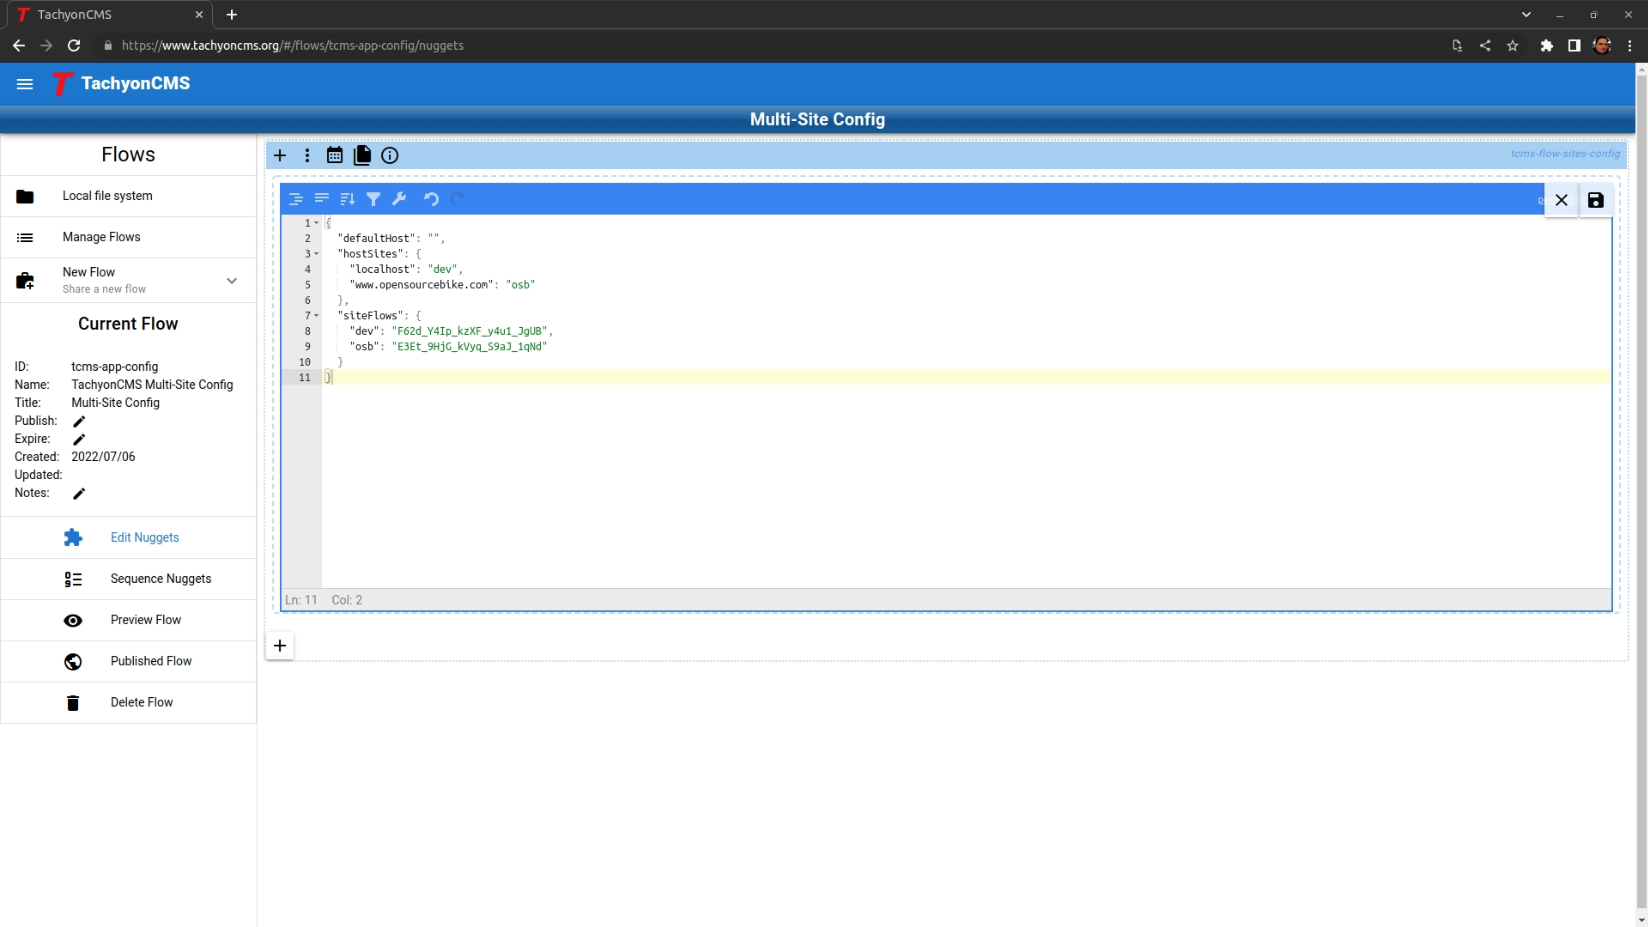 TachyonCMS
https://www.tachyoncms.org/#/flows/tcms-app-config/nuggets
TachyonCMS
Multi-Site Config
Flows
Local file system
Manage Flows
New Flow
Share a new flow
Current Flow
ID: tcms-app-config
Name: TachyonCMS Multi-Site Config
Title: Multi-Site Config
Publish:
Expire:
Created: 2022/07/06
Updated:
Notes:
Edit Nuggets
Sequence Nuggets
Preview Flow
Published Flow
Delete Flow
tcms-flow-sites-config
1 {
2 "defaultHost": "",
3 "hostSites": {
4 "localhost": "dev",
5 "www.opensourcebike.com": "osb"
6 },
7 "siteFlows": {
8 "dev": "F62d_Y4Ip_kzXF_y4u1_JgUB",
9 "osb": "E3Et_9HjG_kVyq_S9aJ_1qNd"
10 }
11 }
Ln: 11 Col: 2